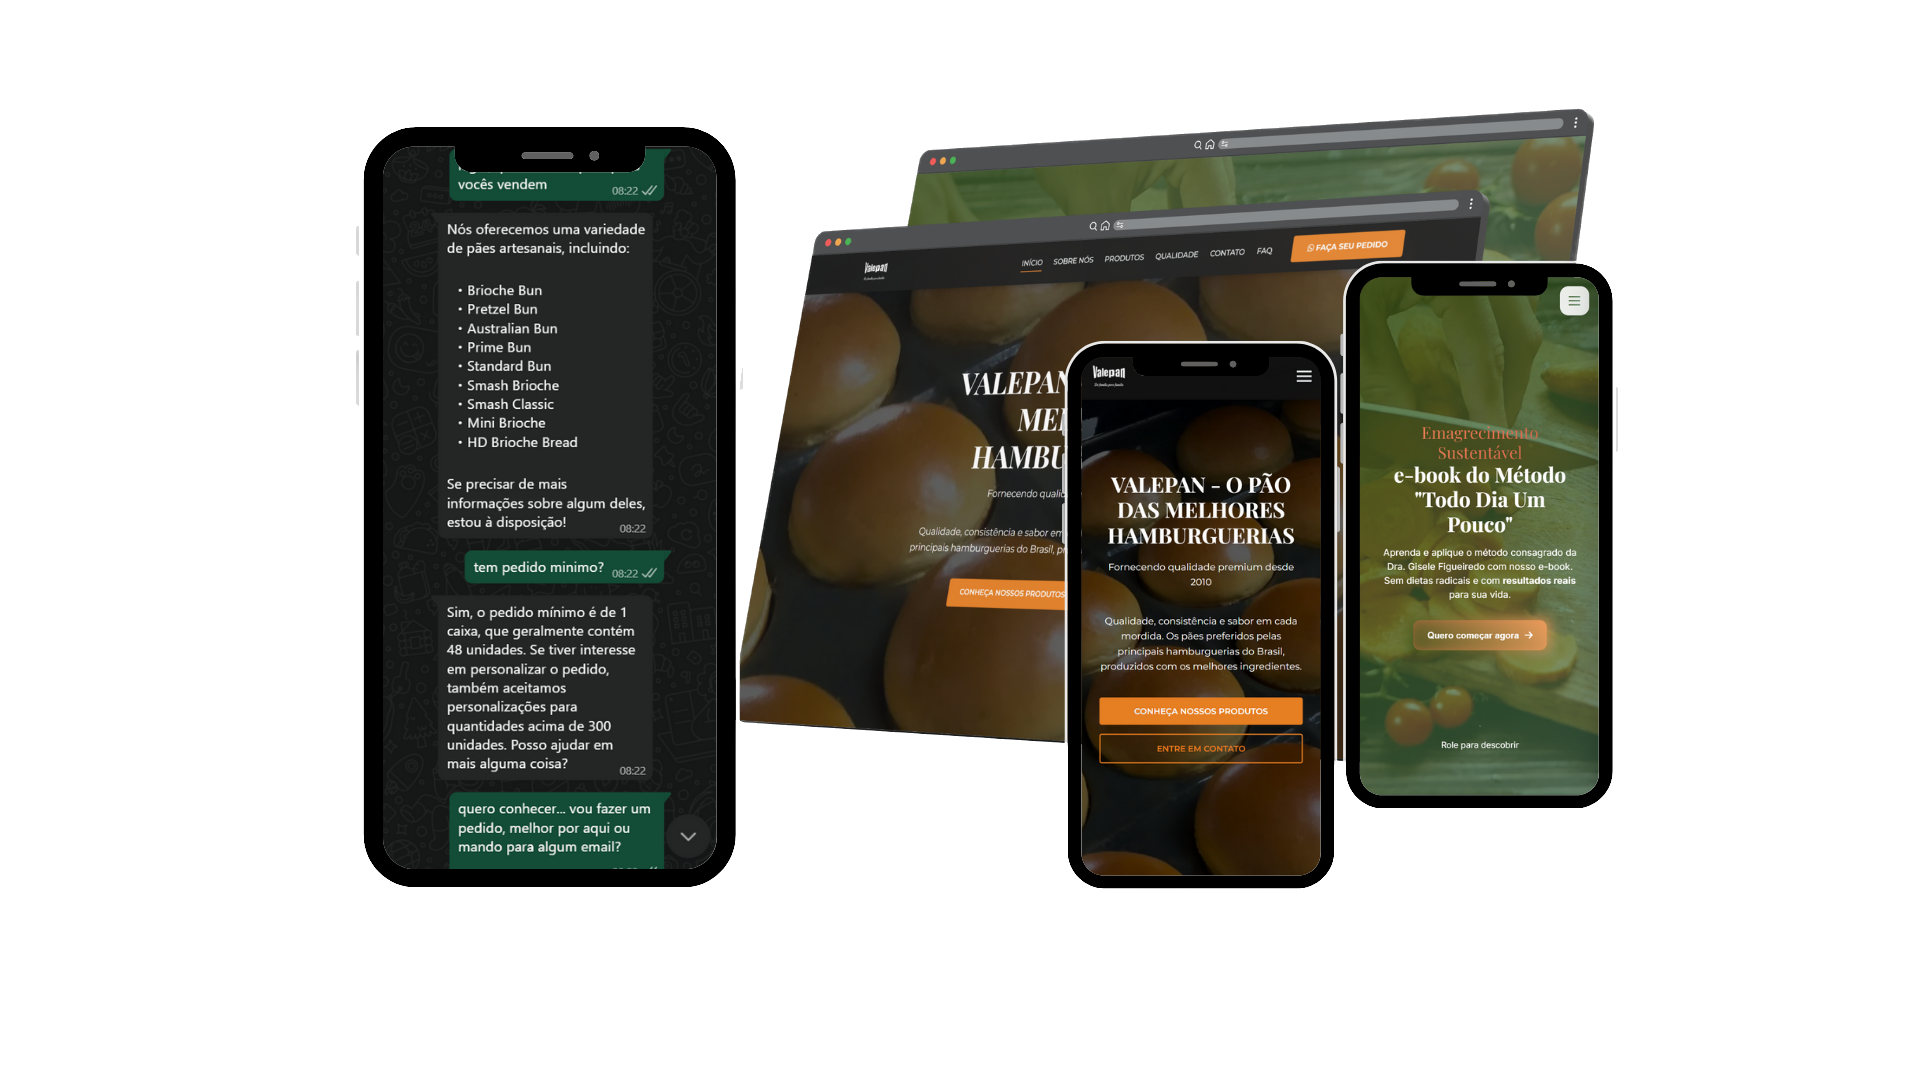 vocês vendem
08:22
Nós oferecemos uma variedade
de pães artesanais, incluindo:
• Brioche Bun
• Pretzel Bun
• Australian Bun
• Prime Bun
• Standard Bun
• Smash Brioche
• Smash Classic
• Mini Brioche
• HD Brioche Bread
Se precisar de mais
informações sobre algum deles,
estou à disposição!
08:22
tem pedido minimo?
08:22
Sim, o pedido mínimo é de 1
caixa, que geralmente contém
48 unidades. Se tiver interesse
em personalizar o pedido,
também aceitamos
personalizações para
quantidades acima de 300
unidades. Posso ajudar em
mais alguma coisa?
08:22
quero conhecer... vou fazer um
pedido, melhor por aqui ou
mando para algum email?
Valepan
INÍCIO SOBRE NÓS PRODUTOS QUALIDADE CONTATO FAQ FAÇA SEU PEDIDO
VALEPAN
HAMBU
Fornecendo
Qualidade, consistência e sabor em
principais hamburguerias do Brasil,
CONHEÇA NOSSOS PRODUTOS
Valepan
VALEPAN – O PÃO
DAS MELHORES
HAMBURGUERIAS
Fornecendo qualidade premium desde
2010
Qualidade, consistência e sabor em cada
mordida. Os pães preferidos pelas
principais hamburguerias do Brasil,
produzidos com os melhores ingredientes.
CONHEÇA NOSSOS PRODUTOS
ENTRE EM CONTATO
Emagrecimento
Sustentável
e-book do Método
"Todo Dia Um
Pouco"
Aprenda e aplique o método consagrado da
Dra. Gisele Figueiredo com nosso e-book.
Sem dietas radicais e com resultados reais
para sua vida.
Quero começar agora →
Role para descobrir